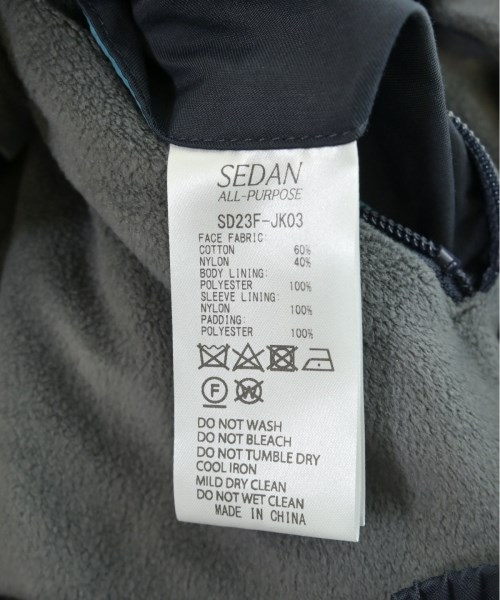 SEDAN
ALL-PURPOSE
SD23F-JK03
FACE FABRIC:
COTTON 60%
NYLON 40%
BODY LINING:
POLYESTER 100%
SLEEVE LINING:
NYLON 100%
PADDING:
POLYESTER 100%
F W
DO NOT WASH
DO NOT BLEACH
DO NOT TUMBLE DRY
COOL IRON
MILD DRY CLEAN
DO NOT WET CLEAN
MADE IN CHINA